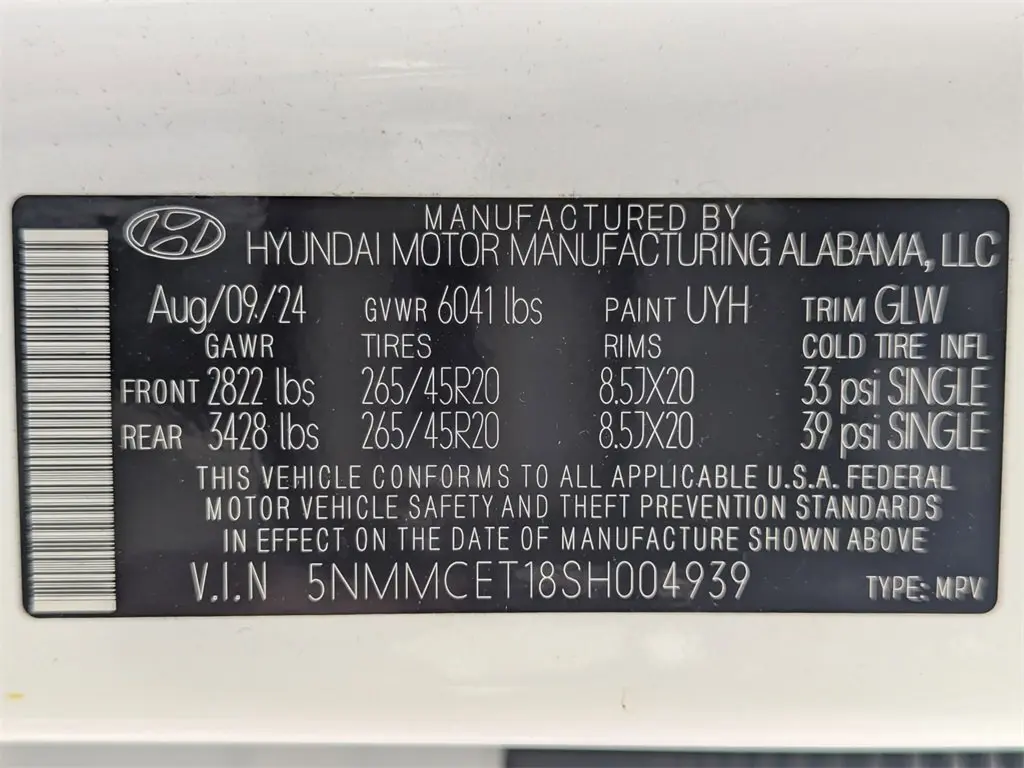 MANUFACTURED BY
HYUNDAI MOTOR MANUFACTURING ALABAMA, LLC
Aug/09./24 GVWR 6041 lbs PAINT UYH TRIM GLW
GAWR TIRES RIMS COLD TIRE INFL
FRONT 2822 lbs 265/45R20 8.5JX20 33 psi SINGLE
REAR 3428 lbs 265/45R20 8.5JX20 39 psi SINGLE
THIS VEHICLE CONFORMS TO ALL APPLICABLE U.S.A. FEDERAL
MOTOR VEHICLE SAFETY AND THEFT PREVENTION STANDARDS
IN EFFECT ON THE DATE OF MANUFACTURE SHOWN ABOVE
V.I.N 5NMMCET18SH004939 TYPE: MPV